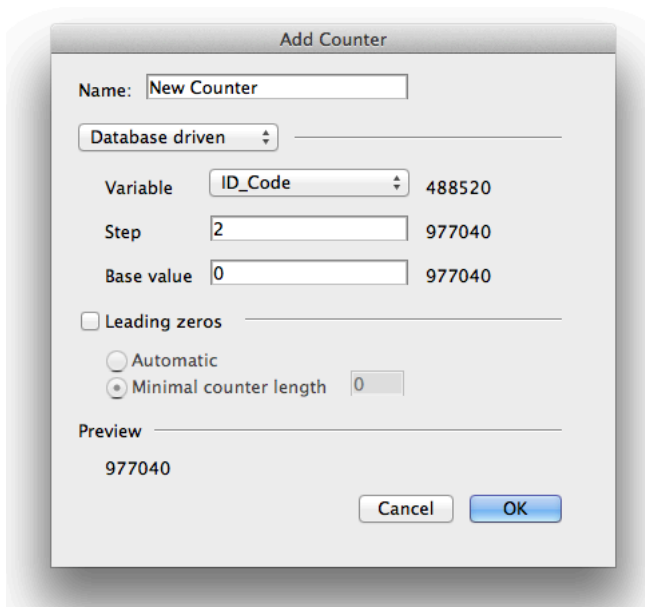 Add Counter
Name: New Counter
Database driven
Variable ID_Code 488520
Step 2 977040
Base value 0 977040
Leading zeros
Automatic
Minimal counter length 0
Preview
977040
Cancel OK